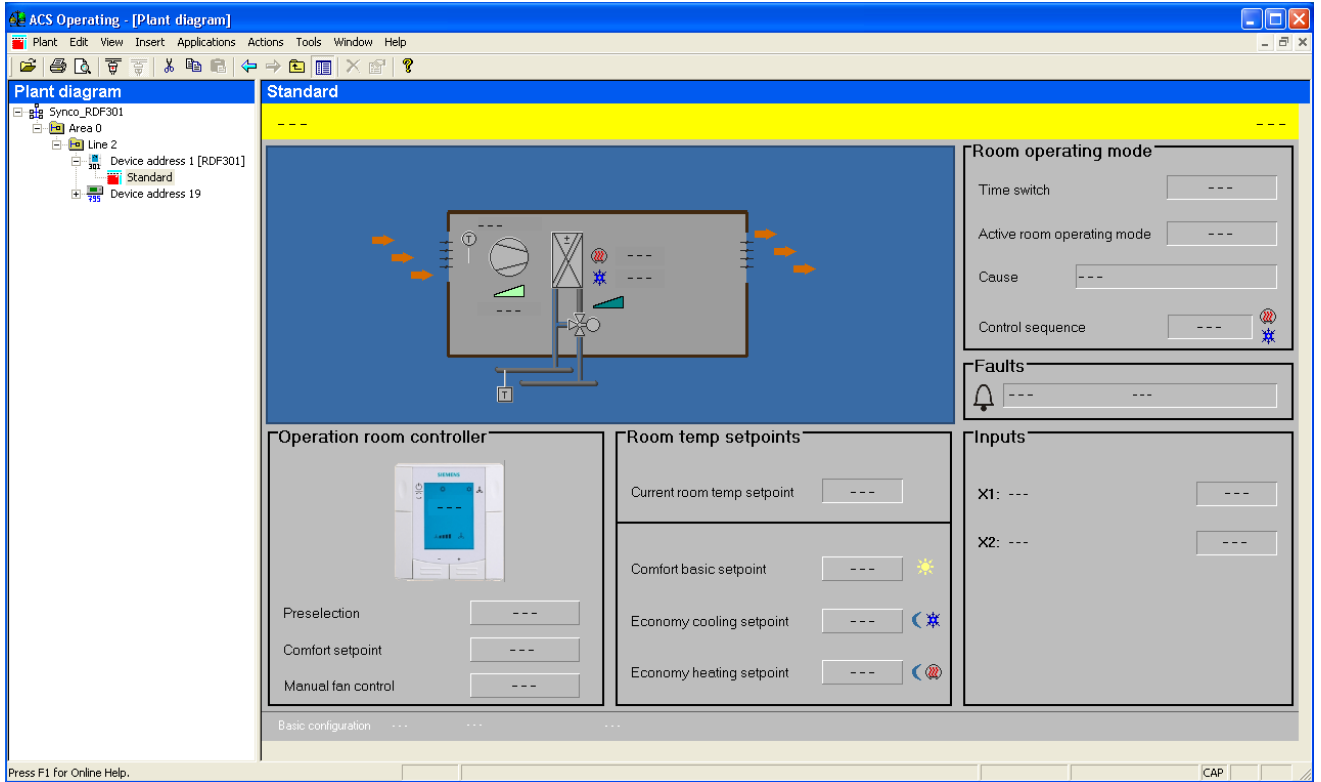 ACS Operating - [Plant diagram]
Plant Edit View Insert Applications Actions Tools Window Help
Plant diagram
Synco_RDF301
Area 0
Line 2
301
Device address 1 [RDF301]
Standard
795
Device address 19
Standard
--- ---
T
---
±
---
---
---
T
Room operating mode
Time switch ---
Active room operating mode ---
Cause ---
Control sequence ---
Faults
--- ---
Operation room controller
SIEMENS
---
- +
Preselection ---
Comfort setpoint ---
Manual fan control ---
Room temp setpoints
Current room temp setpoint ---
Comfort basic setpoint ---
Economy cooling setpoint ---
Economy heating setpoint ---
Inputs
X1: --- ---
X2: --- ---
Basic configuration --- --- ---
Press F1 for Online Help. CAP